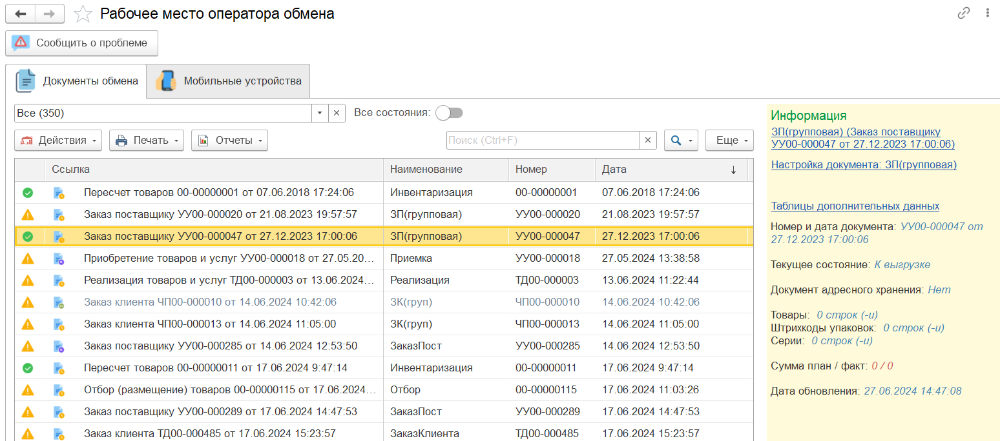 Рабочее место оператора обмена
Сообщить о проблеме
Документы обмена Мобильные устройства
Все (350) Все состояния:
Действия Печать Отчеты Поиск (Ctrl+F) Еще
Ссылка Наименование Номер Дата
Пересчет товаров 00-00000001 от 07.06.2018 17:24:06 Инвентаризация 00-00000001 07.06.2018 17:24:06
Заказ поставщику УУ00-000020 от 21.08.2023 19:57:57 ЗП(групповая) УУ00-000020 21.08.2023 19:57:57
Заказ поставщику УУ00-000047 от 27.12.2023 17:00:06 ЗП(групповая) УУ00-000047 27.12.2023 17:00:06
Приобретение товаров и услуг УУ00-000018 от 27.05.20... Приемка УУ00-000018 27.05.2024 13:38:58
Реализация товаров и услуг ТД00-000003 от 13.06.2024... Реализация ТД00-000003 13.06.2024 11:22:44
Заказ клиента ЧП00-000010 от 14.06.2024 10:42:06 ЗК(груп) ЧП00-000010 14.06.2024 10:42:06
Заказ клиента ЧП00-000013 от 14.06.2024 11:05:00 ЗК(груп) ЧП00-000013 14.06.2024 11:05:00
Заказ поставщику УУ00-000285 от 14.06.2024 12:53:50 ЗаказПост УУ00-000285 14.06.2024 12:53:50
Пересчет товаров 00-00000011 от 17.06.2024 9:47:14 Инвентаризация 00-00000011 17.06.2024 9:47:14
Отбор (размещение) товаров 00-00000115 от 17.06.2024... Отбор 00-00000115 17.06.2024 11:03:26
Заказ поставщику УУ00-000289 от 17.06.2024 14:47:53 ЗаказПост УУ00-000289 17.06.2024 14:47:53
Заказ клиента ТД00-000485 от 17.06.2024 15:23:57 ЗаказКлиента ТД00-000485 17.06.2024 15:23:57
Информация
ЗП(групповая) (Заказ поставщику
УУ00-000047 от 27.12.2023 17:00:06)
Настройка документа: ЗП(групповая)
Таблицы дополнительных данных
Номер и дата документа: УУ00-000047 от
27.12.2023 17:00:06
Текущее состояние: К выгрузке
Документ адресного хранения: Нет
Товары: 0 строк (-и)
Штрихкоды упаковок: 0 строк (-и)
Серии: 0 строк (-и)
Сумма план / факт: 0 / 0
Дата обновления: 27.06.2024 14:47:08